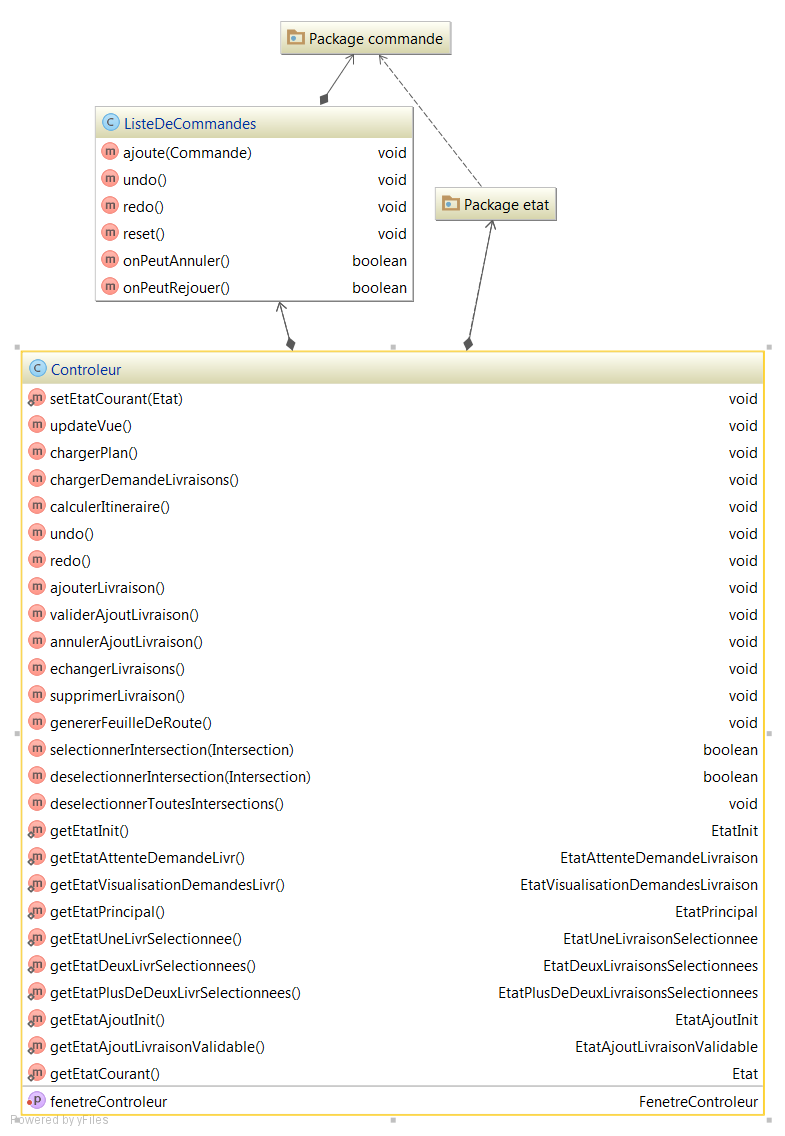 Package commande
ListeDeCommandes
ajoute(Commande) void
undo() void
redo() void
reset() void
onPeutAnnuler() boolean
onPeutRejouer() boolean
Package etat
Controleur
setEtatCourant(Etat) void
updateVue() void
chargerPlan() void
chargerDemandeLivraisons() void
calculerItineraire() void
undo() void
redo() void
ajouterLivraison() void
validerAjoutLivraison() void
annulerAjoutLivraison() void
echangerLivraisons() void
supprimerLivraison() void
genererFeuilleDeRoute() void
selectionnerIntersection(Intersection) boolean
deselectionnerIntersection(Intersection) boolean
deselectionnerToutesIntersections() void
getEtatInit() EtatInit
getEtatAttenteDemandeLivr() EtatAttenteDemandeLivraison
getEtatVisualisationDemandesLivr() EtatVisualisationDemandesLivraison
getEtatPrincipal() EtatPrincipal
getEtatUneLivrSelectionnee() EtatUneLivraisonSelectionnee
getEtatDeuxLivrSelectionnees() EtatDeuxLivraisonsSelectionnees
getEtatPlusDeDeuxLivrSelectionnees() EtatPlusDeDeuxLivraisonsSelectionnees
getEtatAjoutInit() EtatAjoutInit
getEtatAjoutLivraisonValidable() EtatAjoutLivraisonValidable
getEtatCourant() Etat
fenetreControleur FenetreControleur
Powered by yFiles